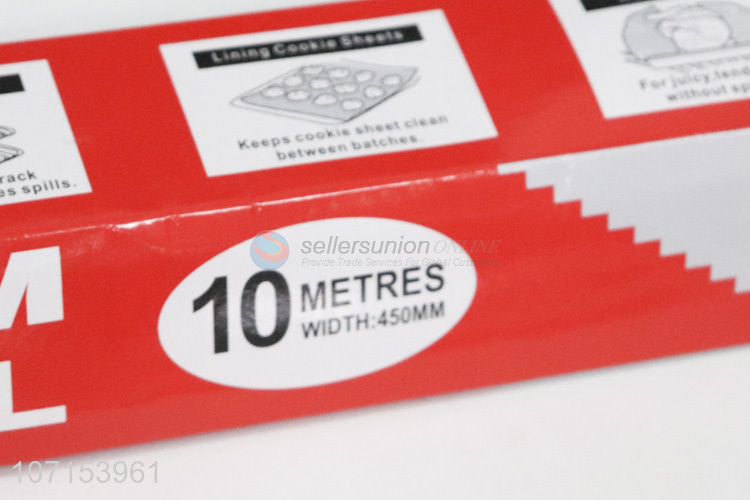 Lining Cookie Sheets
Keeps cookie sheet clean
between batches.
rack
es spills.
For juicy, tend
without sp
M
L
sellersunion ONLINE
Provide Trade Services For Global Customers
10 METRES
WIDTH:450MM
107153961